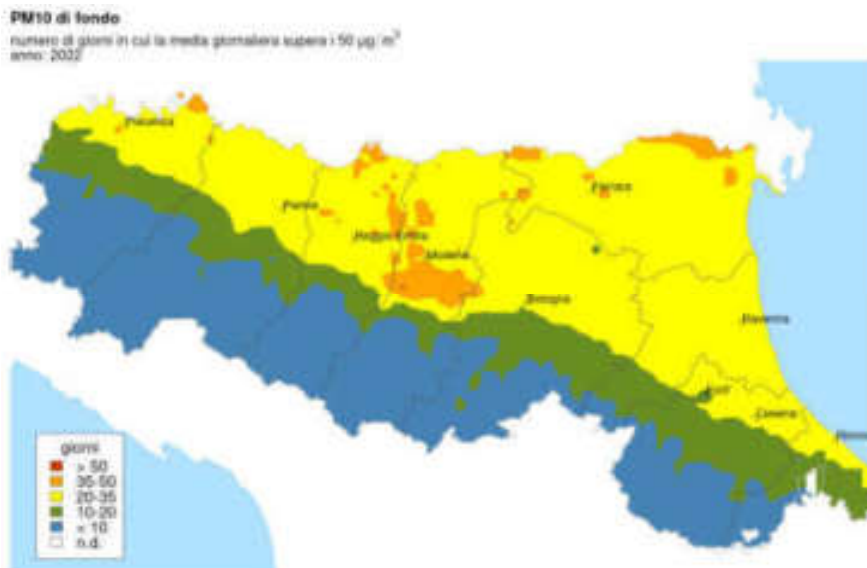 PM10 di fondo
numero di giorni in cui la media giornaliera supera i 50 µg/m³
anno: 2022
Piacenza
Parma
Reggio Emilia
Modena
Ferrara
Bologna
Ravenna
Forlì
Cesena
giorni
> 50
35-50
20-35
10-20
< 10
n.d.